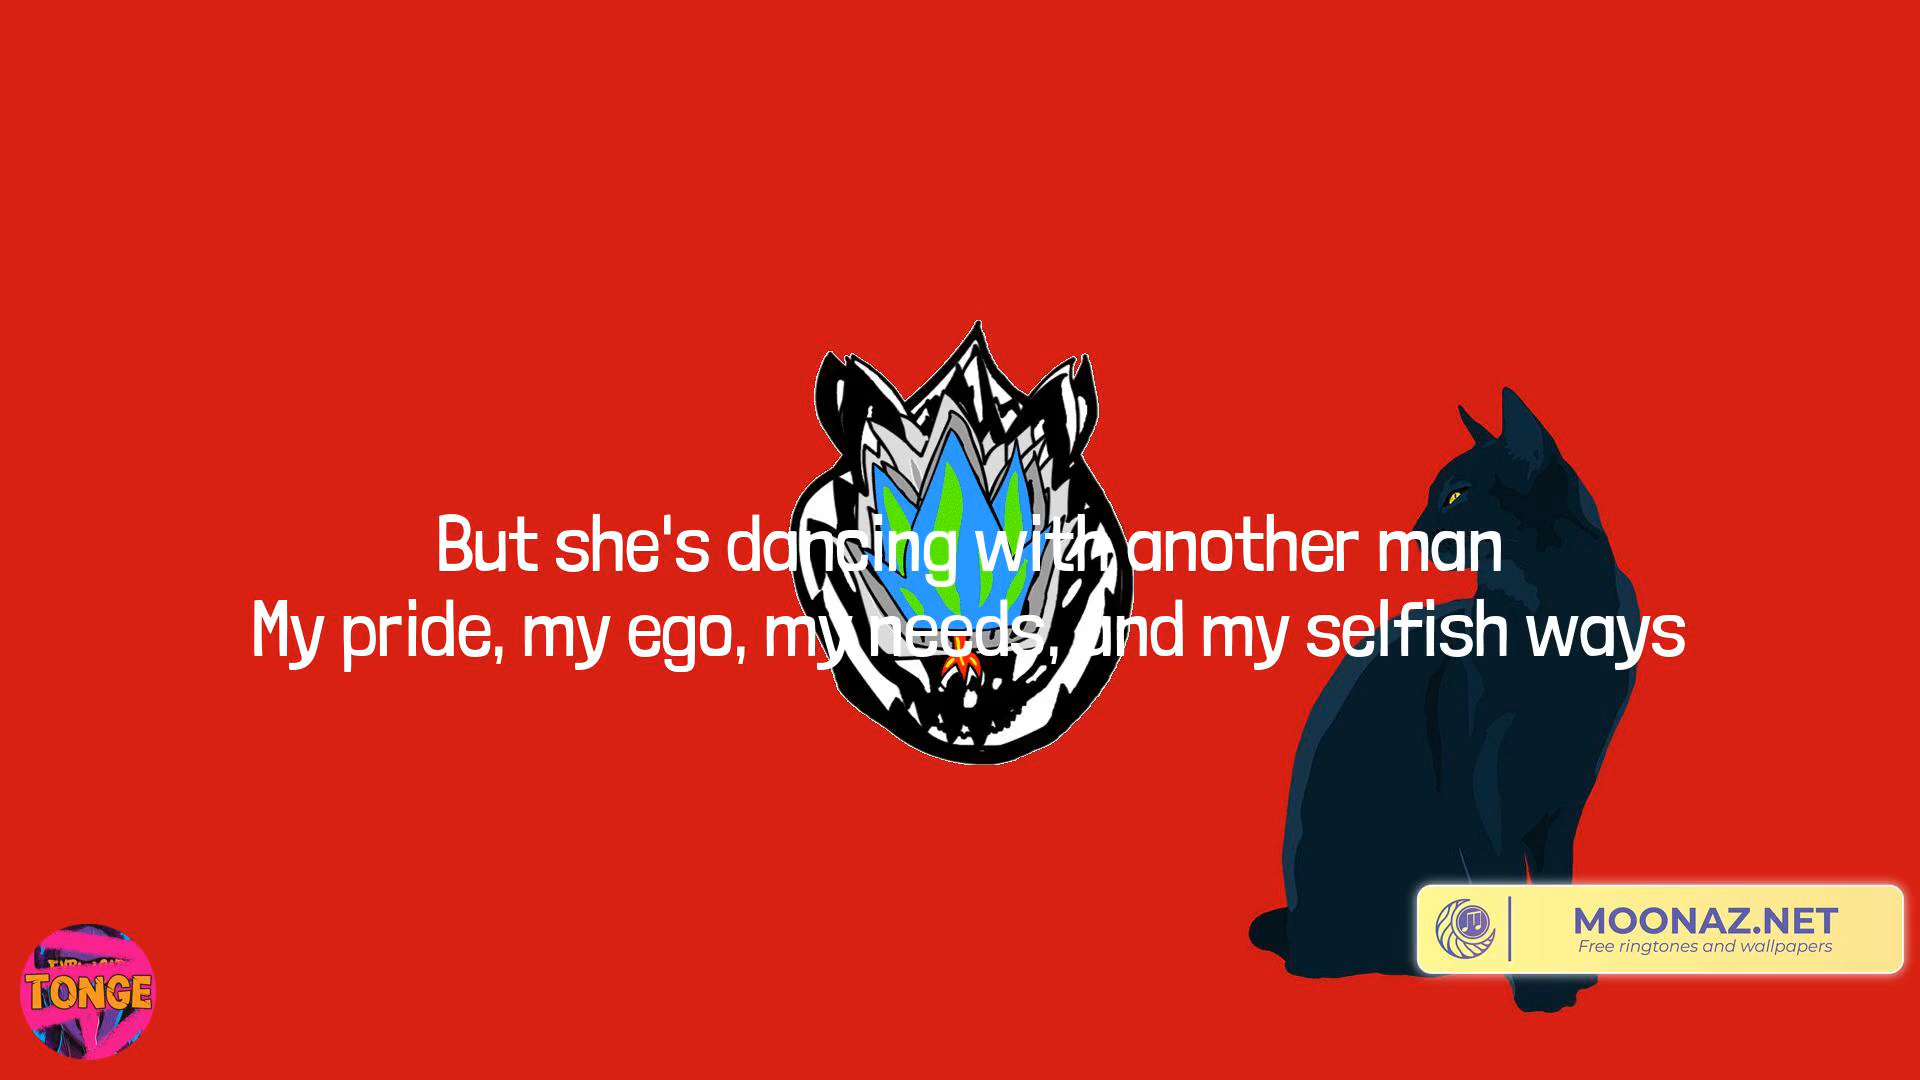 But she's dancing with another man
My pride, my ego, my needs, and my selfish ways
MOONAZ.NET
Free ringtones and wallpapers
TONGE